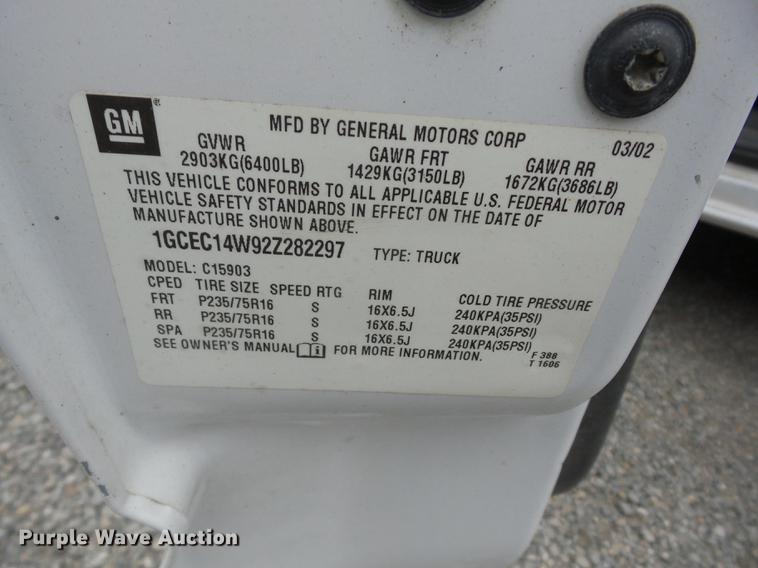 GM ®
MFD BY GENERAL MOTORS CORP 03/02
GVWR GAWR FRT GAWR RR
2903KG(6400LB) 1429KG(3150LB) 1672KG(3686LB)
THIS VEHICLE CONFORMS TO ALL APPLICABLE U.S. FEDERAL MOTOR
VEHICLE SAFETY STANDARDS IN EFFECT ON THE DATE OF
MANUFACTURE SHOWN ABOVE.
1GCEC14W92Z282297 TYPE: TRUCK
MODEL: C15903
CPED TIRE SIZE SPEED RTG RIM COLD TIRE PRESSURE
FRT P235/75R16 S 16X6.5J 240KPA(35PSI)
RR P235/75R16 S 16X6.5J 240KPA(35PSI)
SPA P235/75R16 S 16X6.5J 240KPA(35PSI)
SEE OWNER'S MANUAL FOR MORE INFORMATION.
F 388
T 1606
Purple Wave Auction